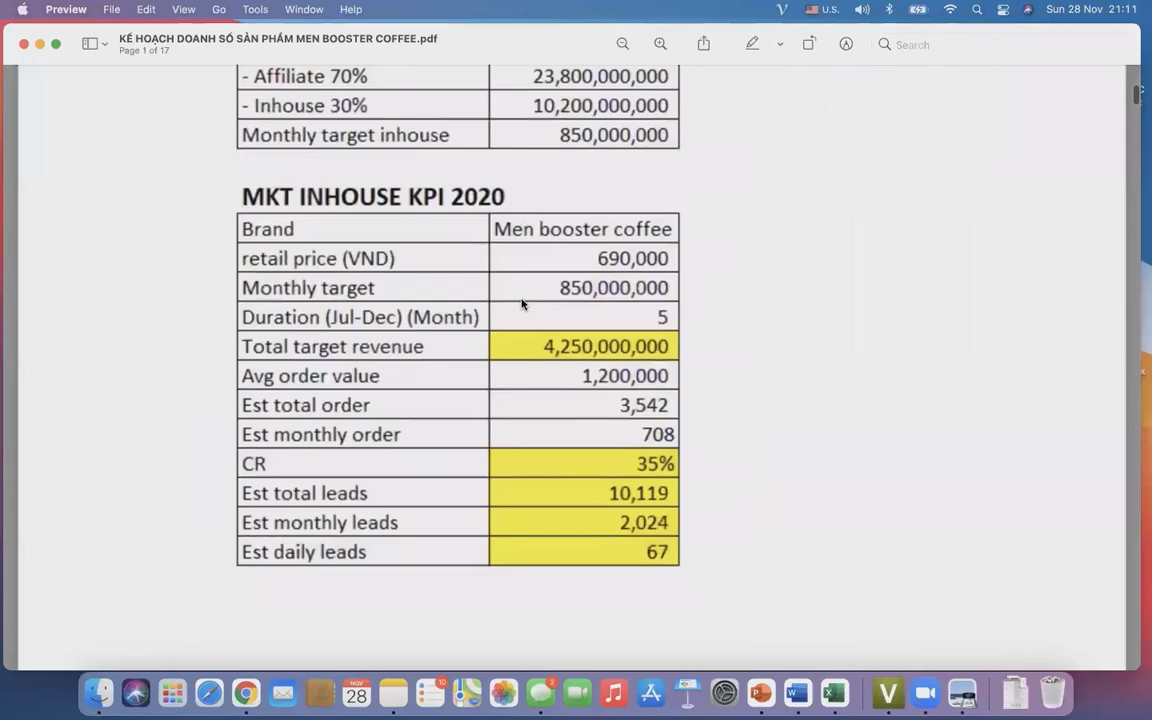 Preview File Edit View Go Tools Window Help U.S. Sun 28 Nov 21:11
KẾ HOẠCH DOANH SỐ SẢN PHẨM MEN BOOSTER COFFEE.pdf
Page 1 of 17
Search
- Affiliate 70% 23,800,000,000
- Inhouse 30% 10,200,000,000
Monthly target inhouse 850,000,000
MKT INHOUSE KPI 2020
Brand Men booster coffee
retail price (VND) 690,000
Monthly target 850,000,000
Duration (Jul-Dec) (Month) 5
Total target revenue 4,250,000,000
Avg order value 1,200,000
Est total order 3,542
Est monthly order 708
CR 35%
Est total leads 10,119
Est monthly leads 2,024
Est daily leads 67
NOV
28
10
2